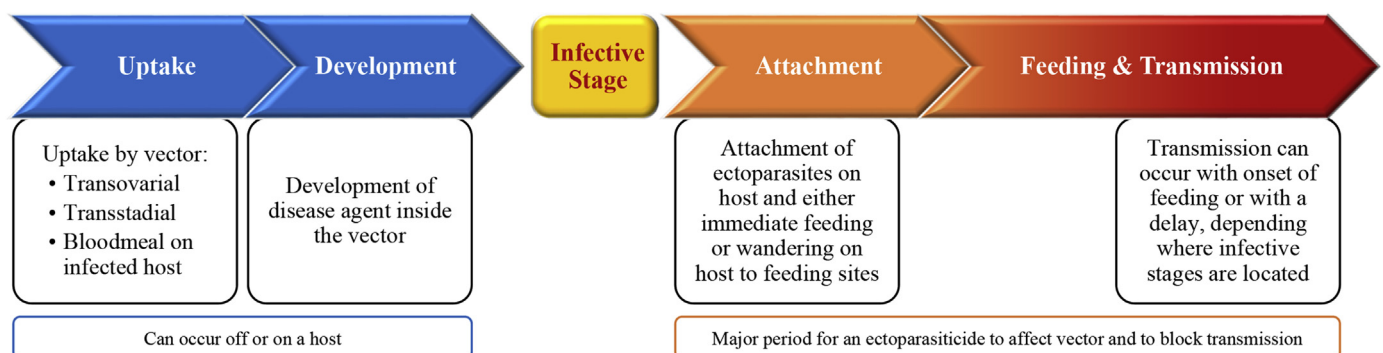 Uptake
Development
Infective
Stage
Attachment
Feeding & Transmission
Uptake by vector:
• Transovarial
• Transstadial
• Bloodmeal on
infected host
Development of
disease agent inside
the vector
Attachment of
ectoparasites on
host and either
immediate feeding
or wandering on
host to feeding sites
Transmission can
occur with onset of
feeding or with a
delay, depending
where infective
stages are located
Can occur off or on a host
Major period for an ectoparasiticide to affect vector and to block transmission